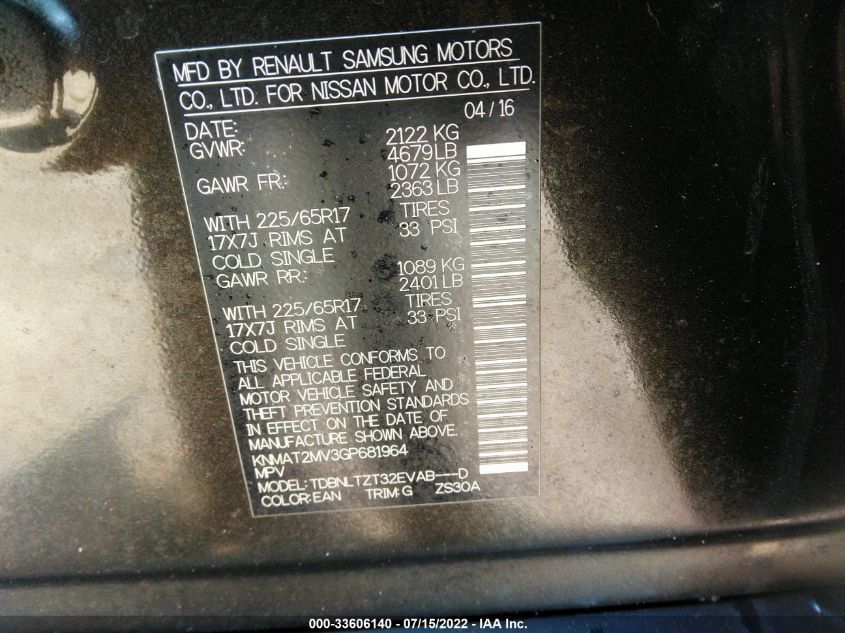 MFD BY RENAULT SAMSUNG MOTORS
CO., LTD. FOR NISSAN MOTOR CO., LTD.
DATE: 04/16
GVWR: 2122 KG
4679 LB
GAWR FR: 1072 KG
2363 LB
WITH 225/65R17 TIRES
17X7J RIMS AT 33 PSI
COLD SINGLE
GAWR RR: 1089 KG
2401 LB
WITH 225/65R17 TIRES
17X7J RIMS AT 33 PSI
COLD SINGLE
THIS VEHICLE CONFORMS TO
ALL APPLICABLE FEDERAL
MOTOR VEHICLE SAFETY AND
THEFT PREVENTION STANDARDS
IN EFFECT ON THE DATE OF
MANUFACTURE SHOWN ABOVE.
KNMAT2MV3GP681964
MPV
MODEL: TDBNLTZT32EVAB---D
COLOR: EAN TRIM: G ZS30A
000-33606140 - 07/15/2022 - IAA Inc.